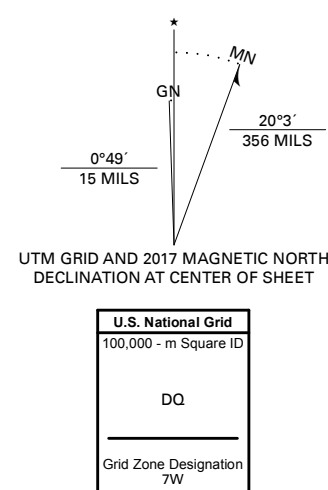 ★
MN
GN
20°3´
356 MILS
0°49´
15 MILS
UTM GRID AND 2017 MAGNETIC NORTH
DECLINATION AT CENTER OF SHEET
U.S. National Grid
100,000 - m Square ID
DQ
Grid Zone Designation
7W